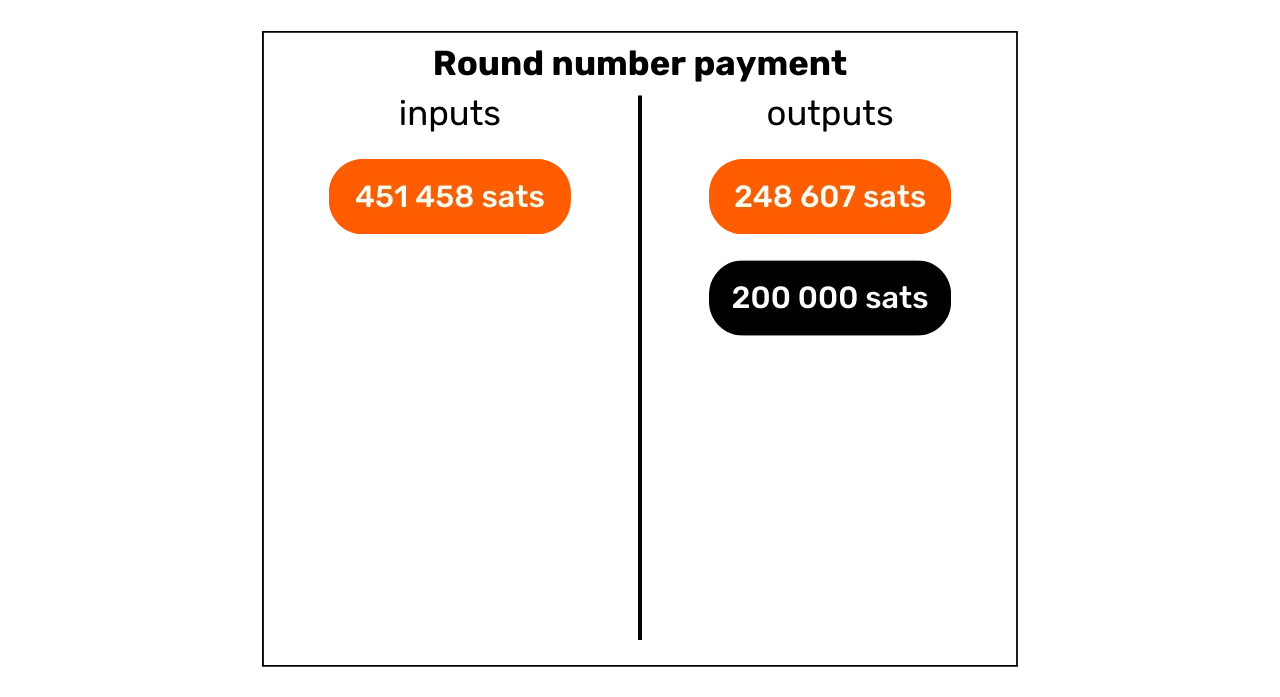 Round number payment
inputs
outputs
451 458 sats
248 607 sats
200 000 sats